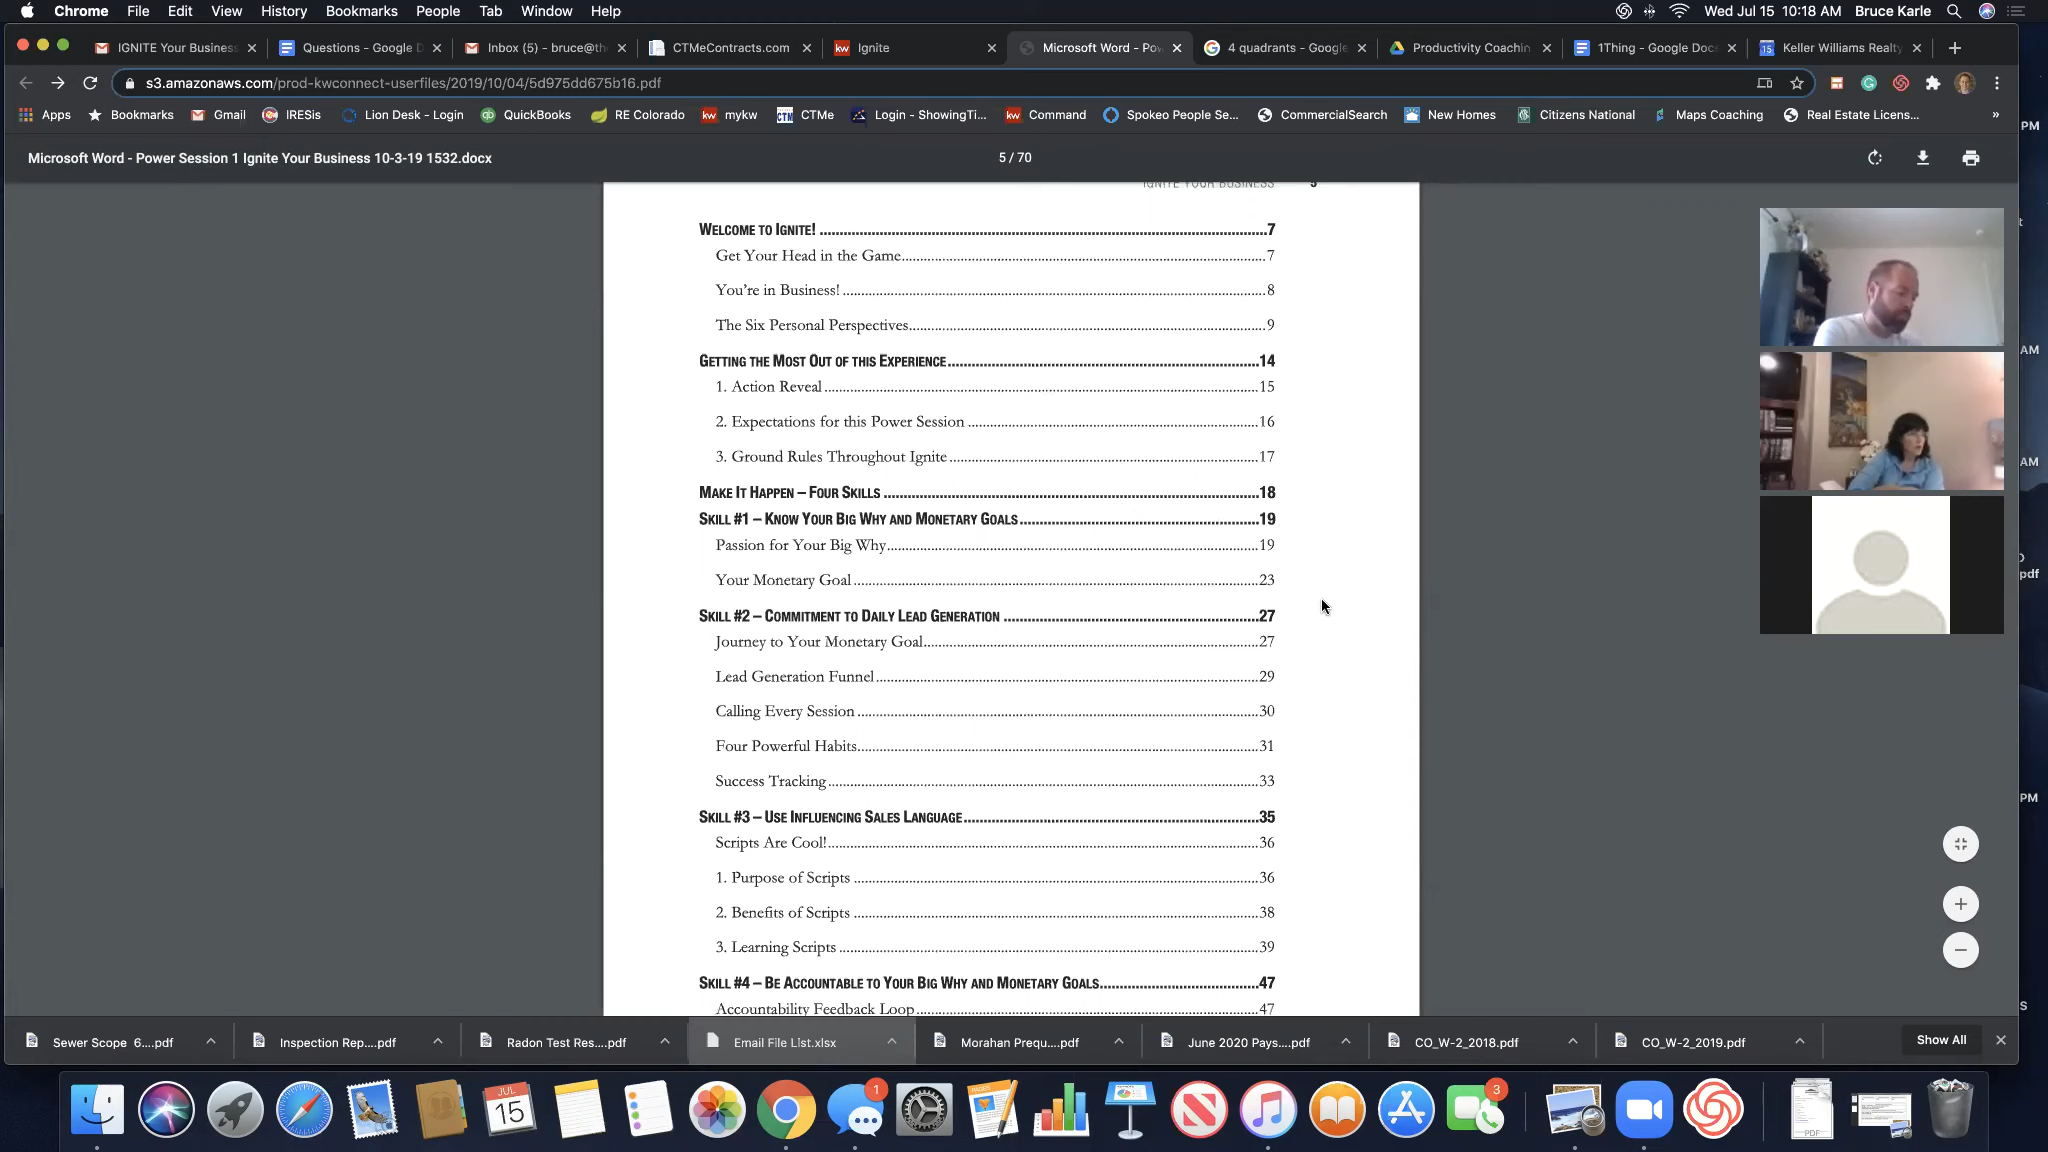 Chrome File Edit View History Bookmarks People Tab Window Help Wed Jul 15 10:18 AM Bruce Karle
IGNITE Your Business Questions - Google D Inbox (5) - bruce@th CTMeContracts.com Ignite Microsoft Word - Pow 4 quadrants - Google Productivity Coachin 1Thing - Google Docs Keller Williams Realty
s3.amazonaws.com/prod-kwconnect-userfiles/2019/10/04/5d975dd675b16.pdf
Apps Bookmarks Gmail IRESis Lion Desk - Login QuickBooks RE Colorado mykw CTMe Login - ShowingTi... Command Spokeo People Se... CommercialSearch New Homes Citizens National Maps Coaching Real Estate Licens... »
Microsoft Word - Power Session 1 Ignite Your Business 10-3-19 1532.docx 5 / 70
IGNITE YOUR BUSINESS 5
WELCOME TO IGNITE! 7
Get Your Head in the Game 7
You're in Business! 8
The Six Personal Perspectives 9
GETTING THE MOST OUT OF THIS EXPERIENCE 14
1. Action Reveal 15
2. Expectations for this Power Session 16
3. Ground Rules Throughout Ignite 17
MAKE IT HAPPEN – FOUR SKILLS 18
SKILL #1 – KNOW YOUR BIG WHY AND MONETARY GOALS 19
Passion for Your Big Why 19
Your Monetary Goal 23
SKILL #2 – COMMITMENT TO DAILY LEAD GENERATION 27
Journey to Your Monetary Goal 27
Lead Generation Funnel 29
Calling Every Session 30
Four Powerful Habits 31
Success Tracking 33
SKILL #3 – USE INFLUENCING SALES LANGUAGE 35
Scripts Are Cool! 36
1. Purpose of Scripts 36
2. Benefits of Scripts 38
3. Learning Scripts 39
SKILL #4 – BE ACCOUNTABLE TO YOUR BIG WHY AND MONETARY GOALS 47
Accountability Feedback Loop 47
Sewer Scope 6....pdf Inspection Rep....pdf Radon Test Res....pdf Email File LIst.xlsx Morahan Prequ....pdf June 2020 Pays....pdf CO_W-2_2018.pdf CO_W-2_2019.pdf Show All
JUL
15
1
3
PAGES
PDF
PM
AM
AM
pdf
PM